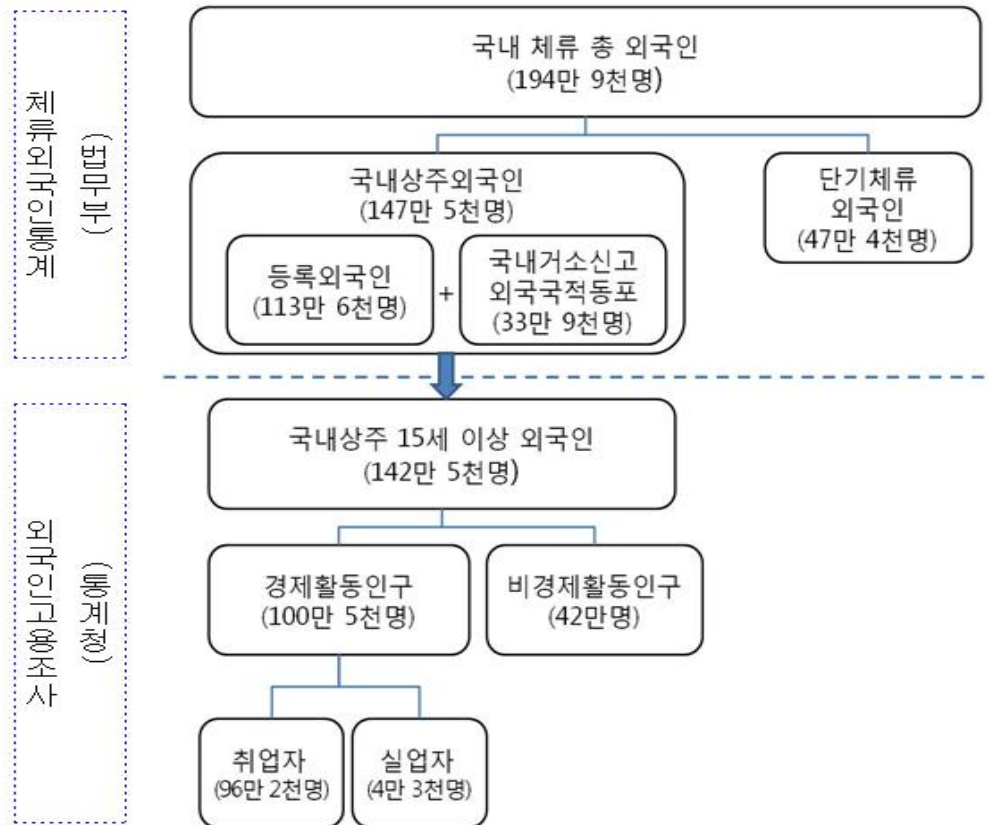 체류외국인통계
(법무부)
국내 체류 총 외국인
(194만 9천명)
국내상주외국인
(147만 5천명)
등록외국인
(113만 6천명)
+
국내거소신고
외국국적동포
(33만 9천명)
단기체류
외국인
(47만 4천명)
외국인고용조사
(통계청)
국내상주 15세 이상 외국인
(142만 5천명)
경제활동인구
(100만 5천명)
비경제활동인구
(42만명)
취업자
(96만 2천명)
실업자
(4만 3천명)